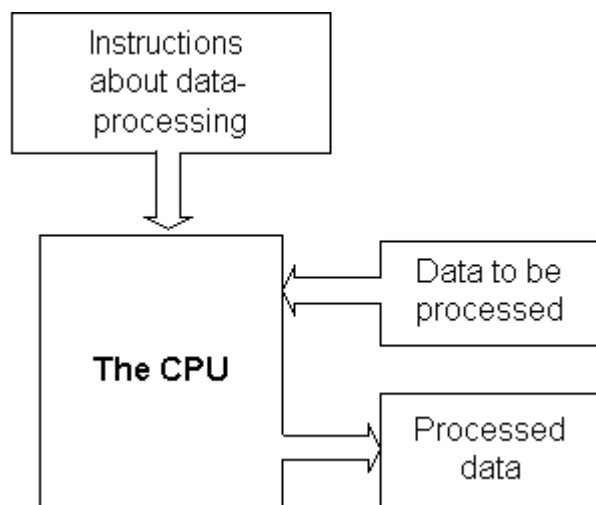 Instructions
about data-
processing
Data to be
processed
The CPU
Processed
data